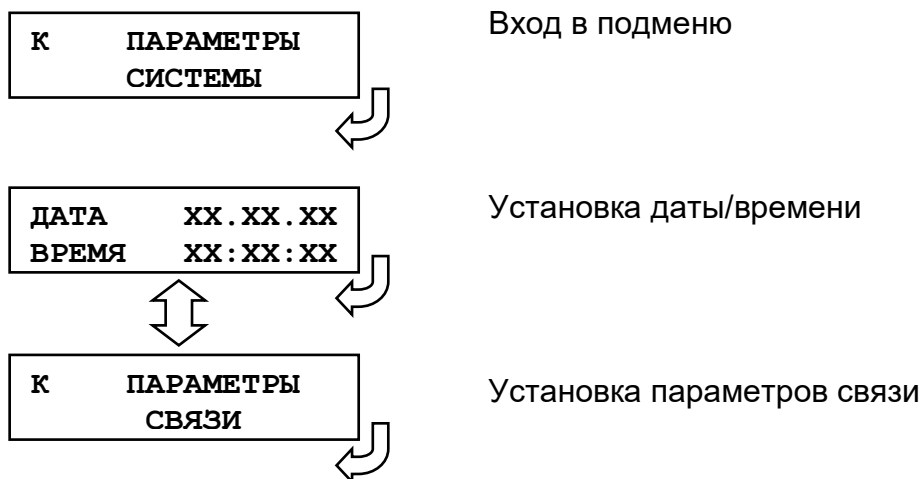 К ПАРАМЕТРЫ
СИСТЕМЫ
Вход в подменю
ДАТА XX.XX.XX
ВРЕМЯ XX:XX:XX
Установка даты/времени
К ПАРАМЕТРЫ
СВЯЗИ
Установка параметров связи